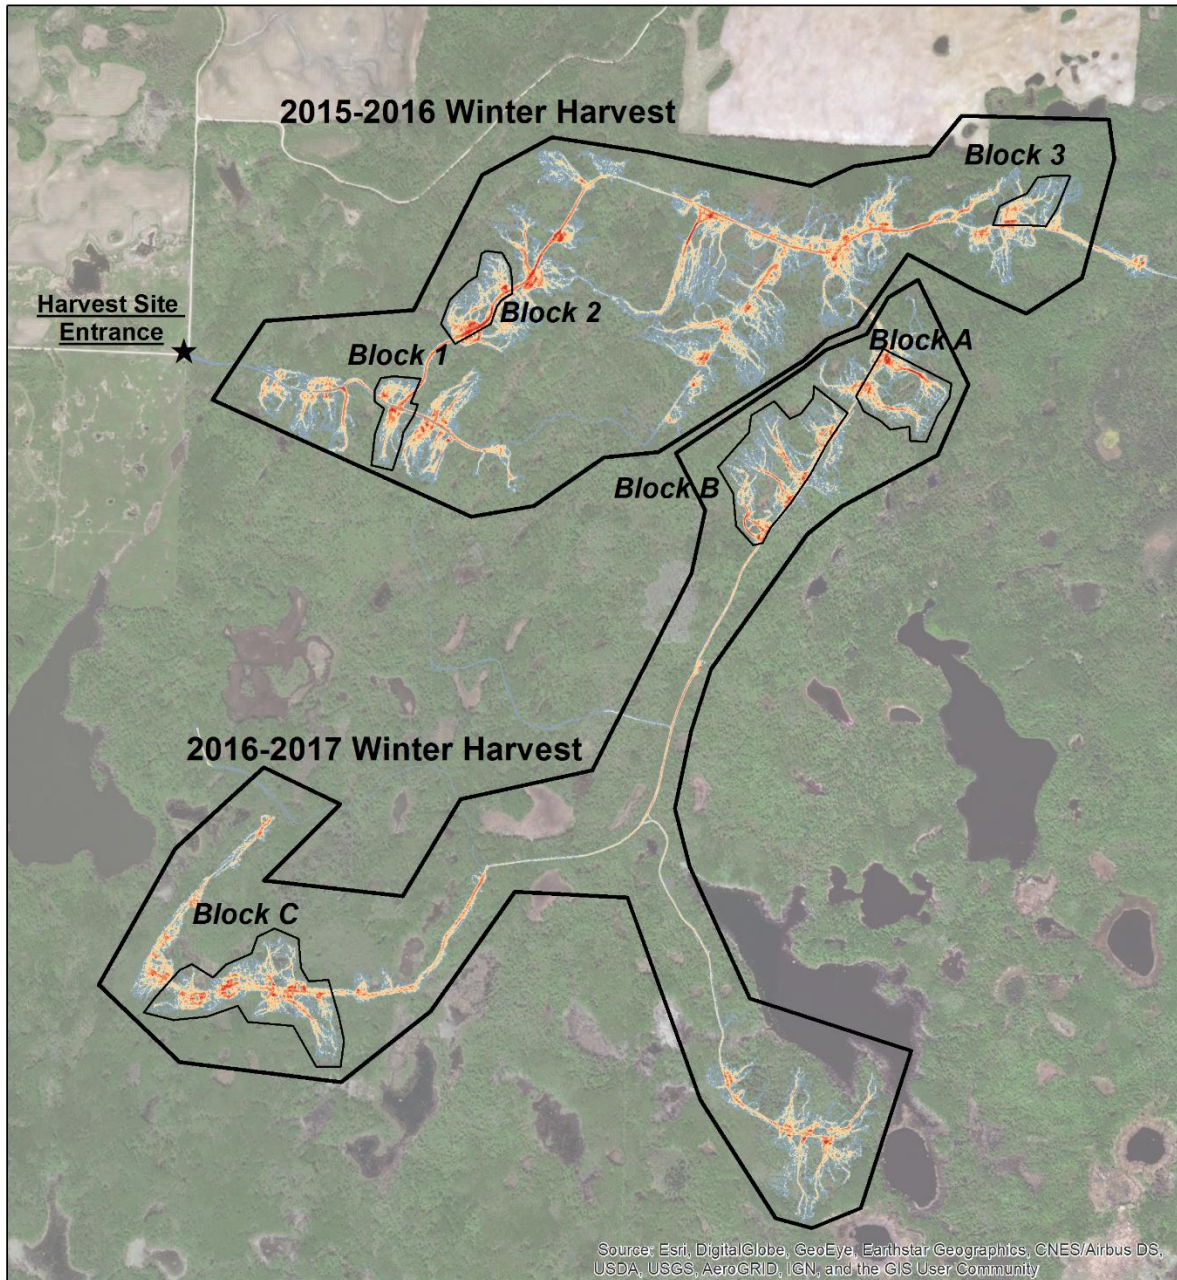 2015-2016 Winter Harvest
Block 3
Harvest Site
Entrance
Block 2
Block 1
Block A
Block B
2016-2017 Winter Harvest
Block C
Source: Esri, DigitalGlobe, GeoEye, Earthstar Geographics, CNES/Airbus DS,
USDA, USGS, AeroGRID, IGN, and the GIS User Community